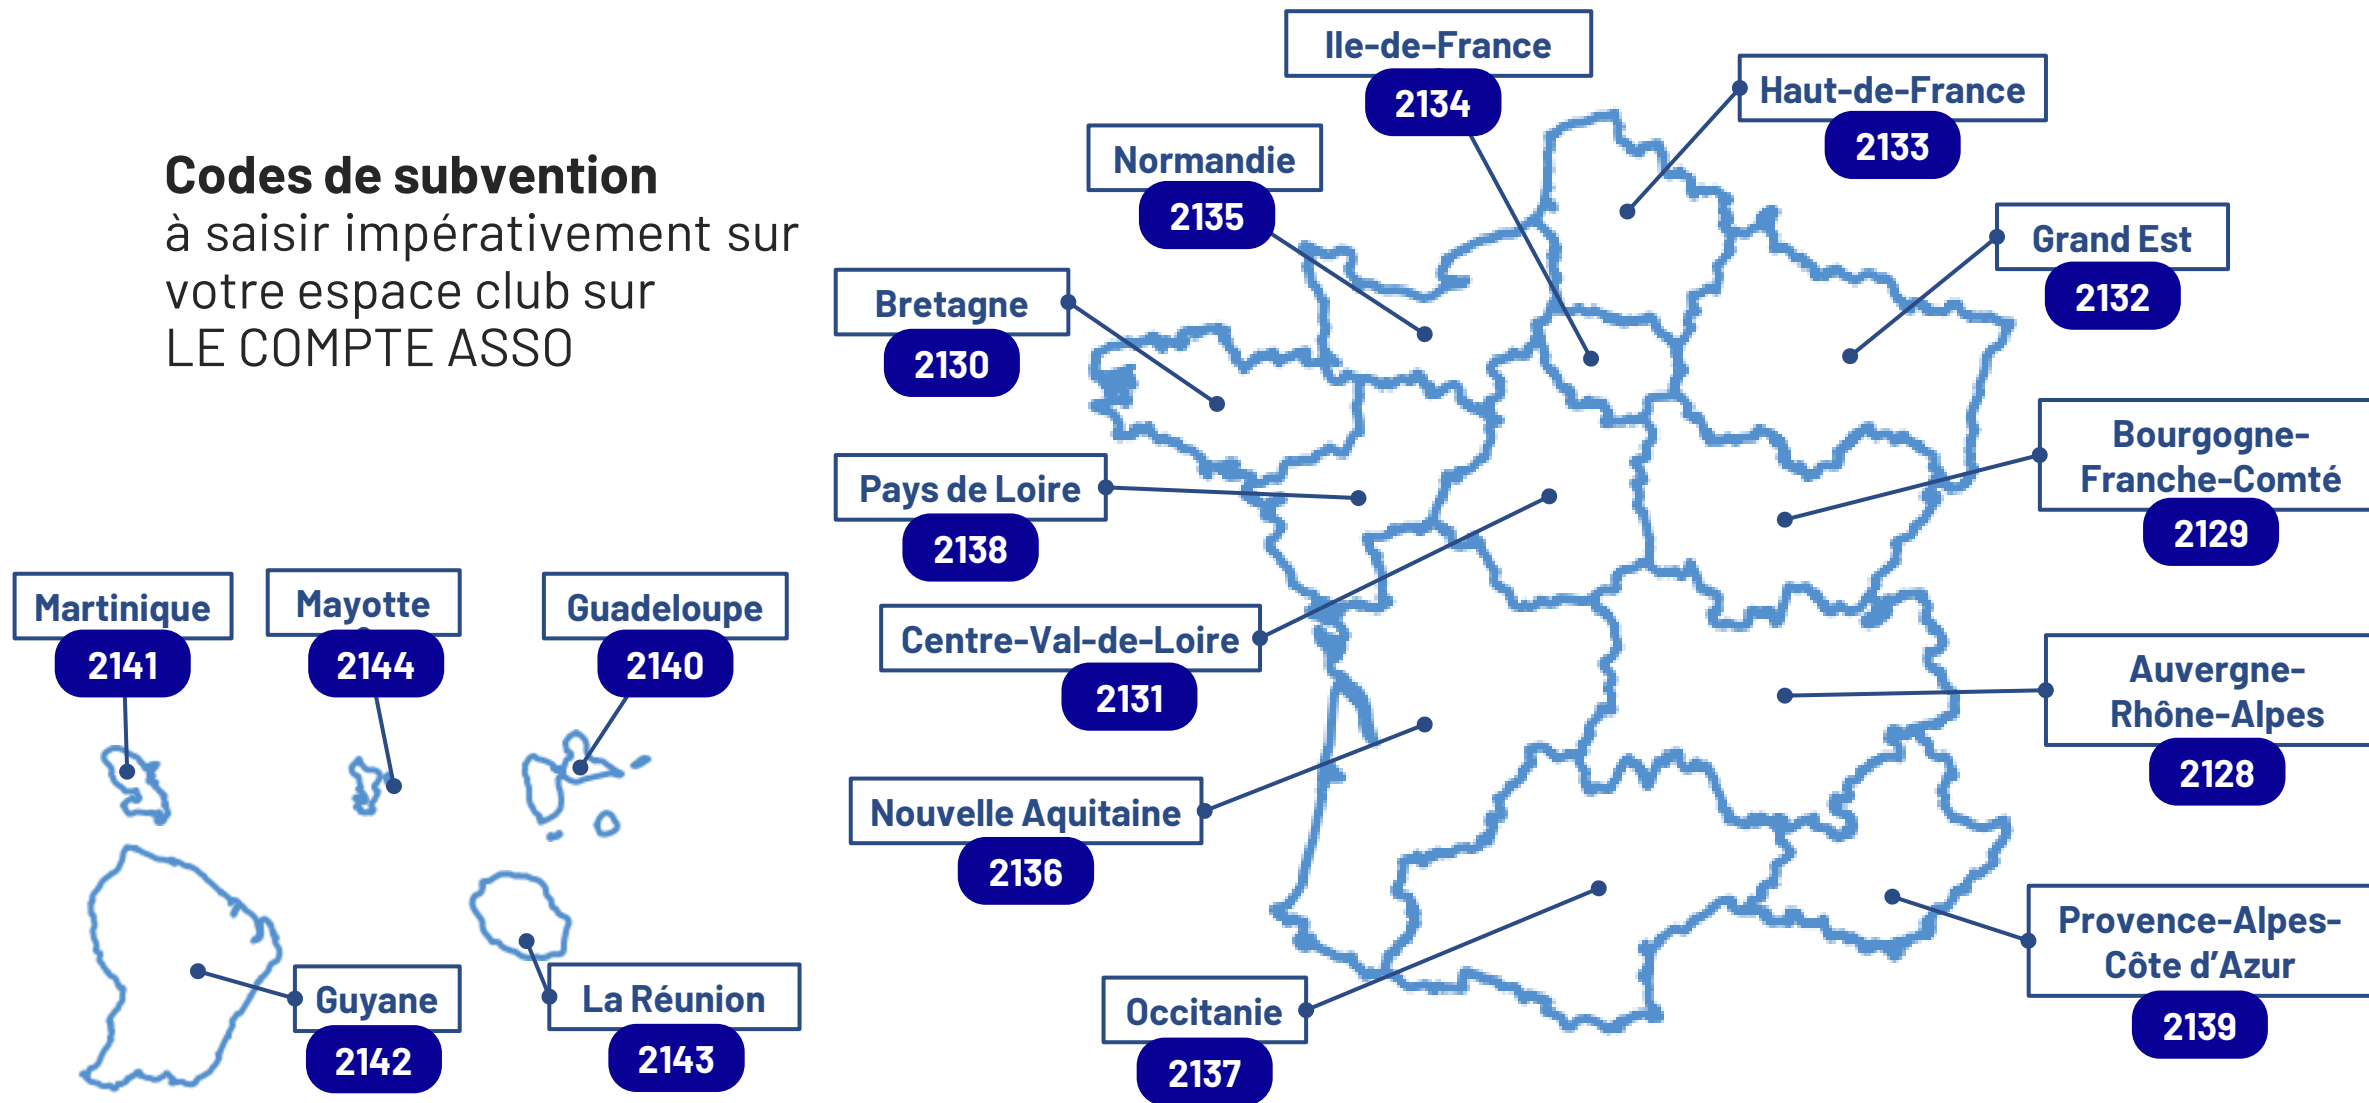 Codes de subvention
à saisir impérativement sur
votre espace club sur
LE COMPTE ASSO
Ile-de-France
2134
Haut-de-France
2133
Normandie
2135
Grand Est
2132
Bretagne
2130
Bourgogne-
Franche-Comté
2129
Pays de Loire
2138
Centre-Val-de-Loire
2131
Auvergne-
Rhône-Alpes
2128
Nouvelle Aquitaine
2136
Provence-Alpes-
Côte d’Azur
2139
Occitanie
2137
Martinique
2141
Mayotte
2144
Guadeloupe
2140
Guyane
2142
La Réunion
2143